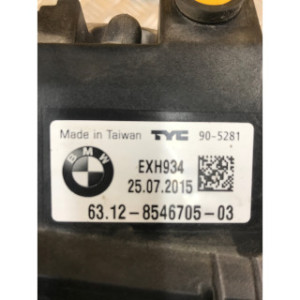 Made in Taiwan TYC 90-5281
BMW
EXH934
25.07.2015
63.12-8546705-03